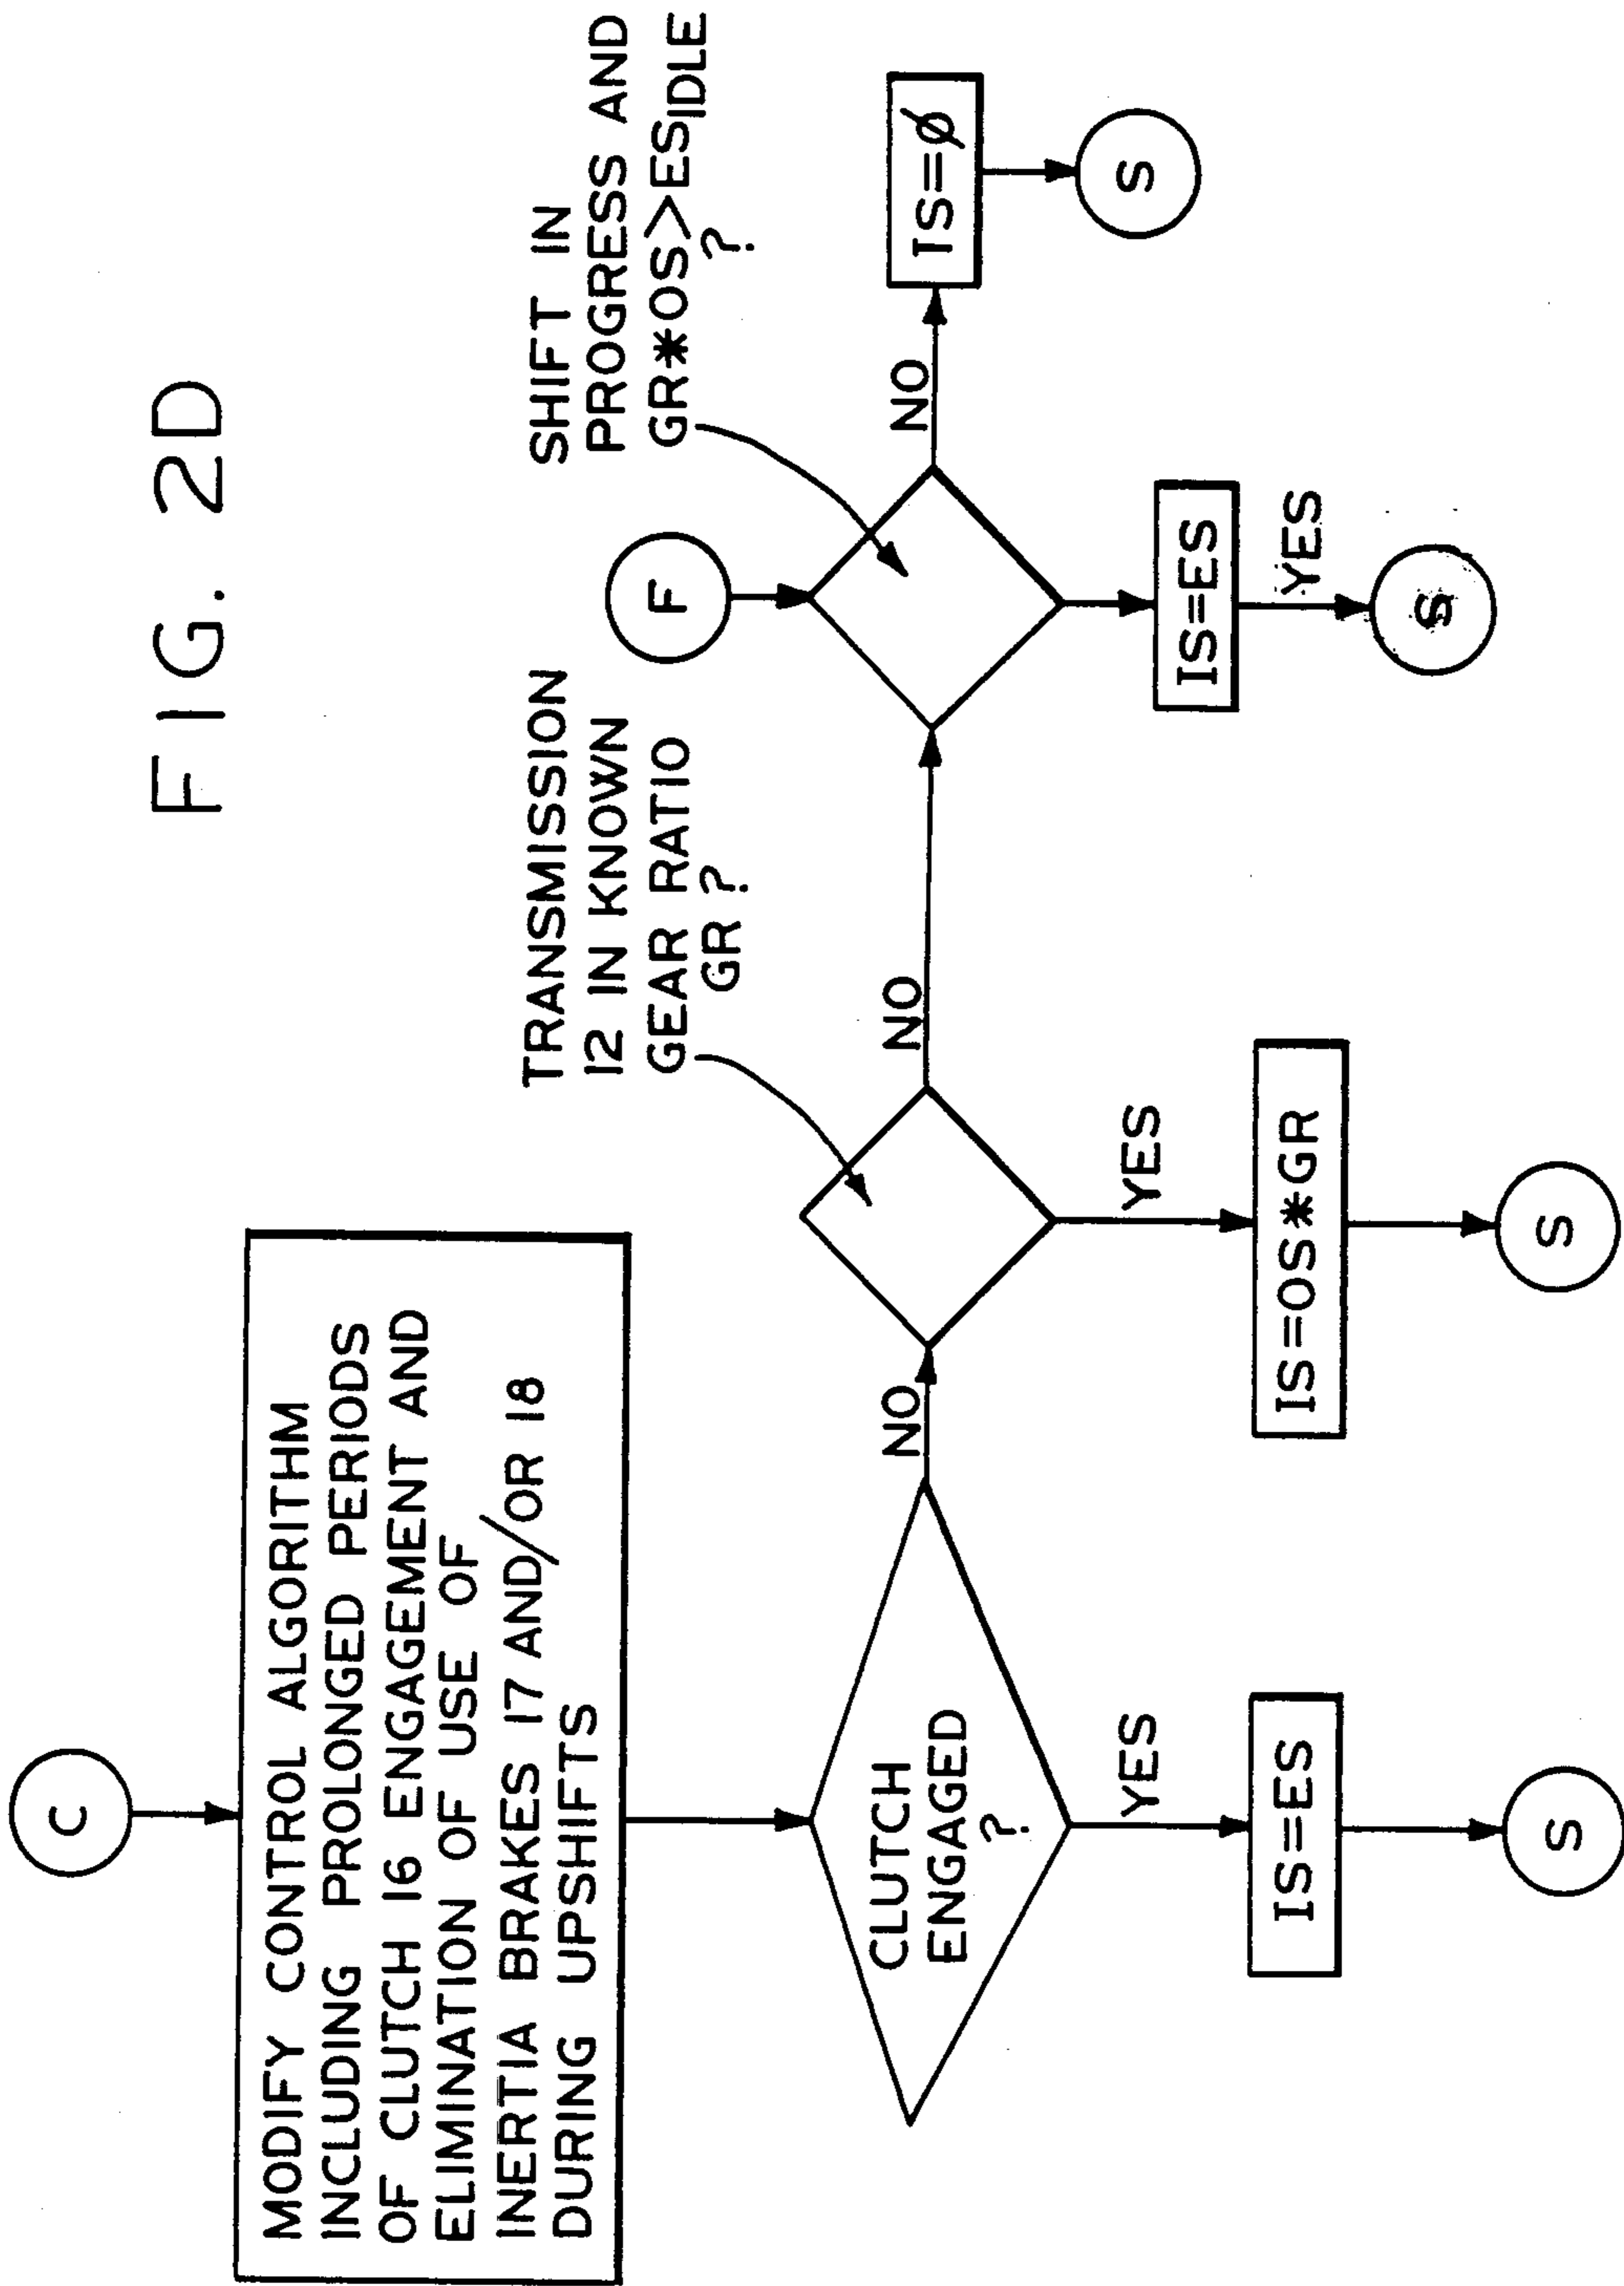 FIG. 2D
C
MODIFY CONTROL ALGORITHM
INCLUDING PROLONGED PERIODS
OF CLUTCH 16 ENGAGEMENT AND
ELIMINATION OF USE OF
INERTIA BRAKES 17 AND/OR 18
DURING UPSHIFTS
CLUTCH
ENGAGED
?
YES
IS=ES
S
NO
TRANSMISSION
12 IN KNOWN
GEAR RATIO
GR ?
YES
IS=OS*GR
S
NO
F
SHIFT IN
PROGRESS AND
GR*OS>ESIDLE
?
IS=ES
YES
S
NO
IS=Ø
S